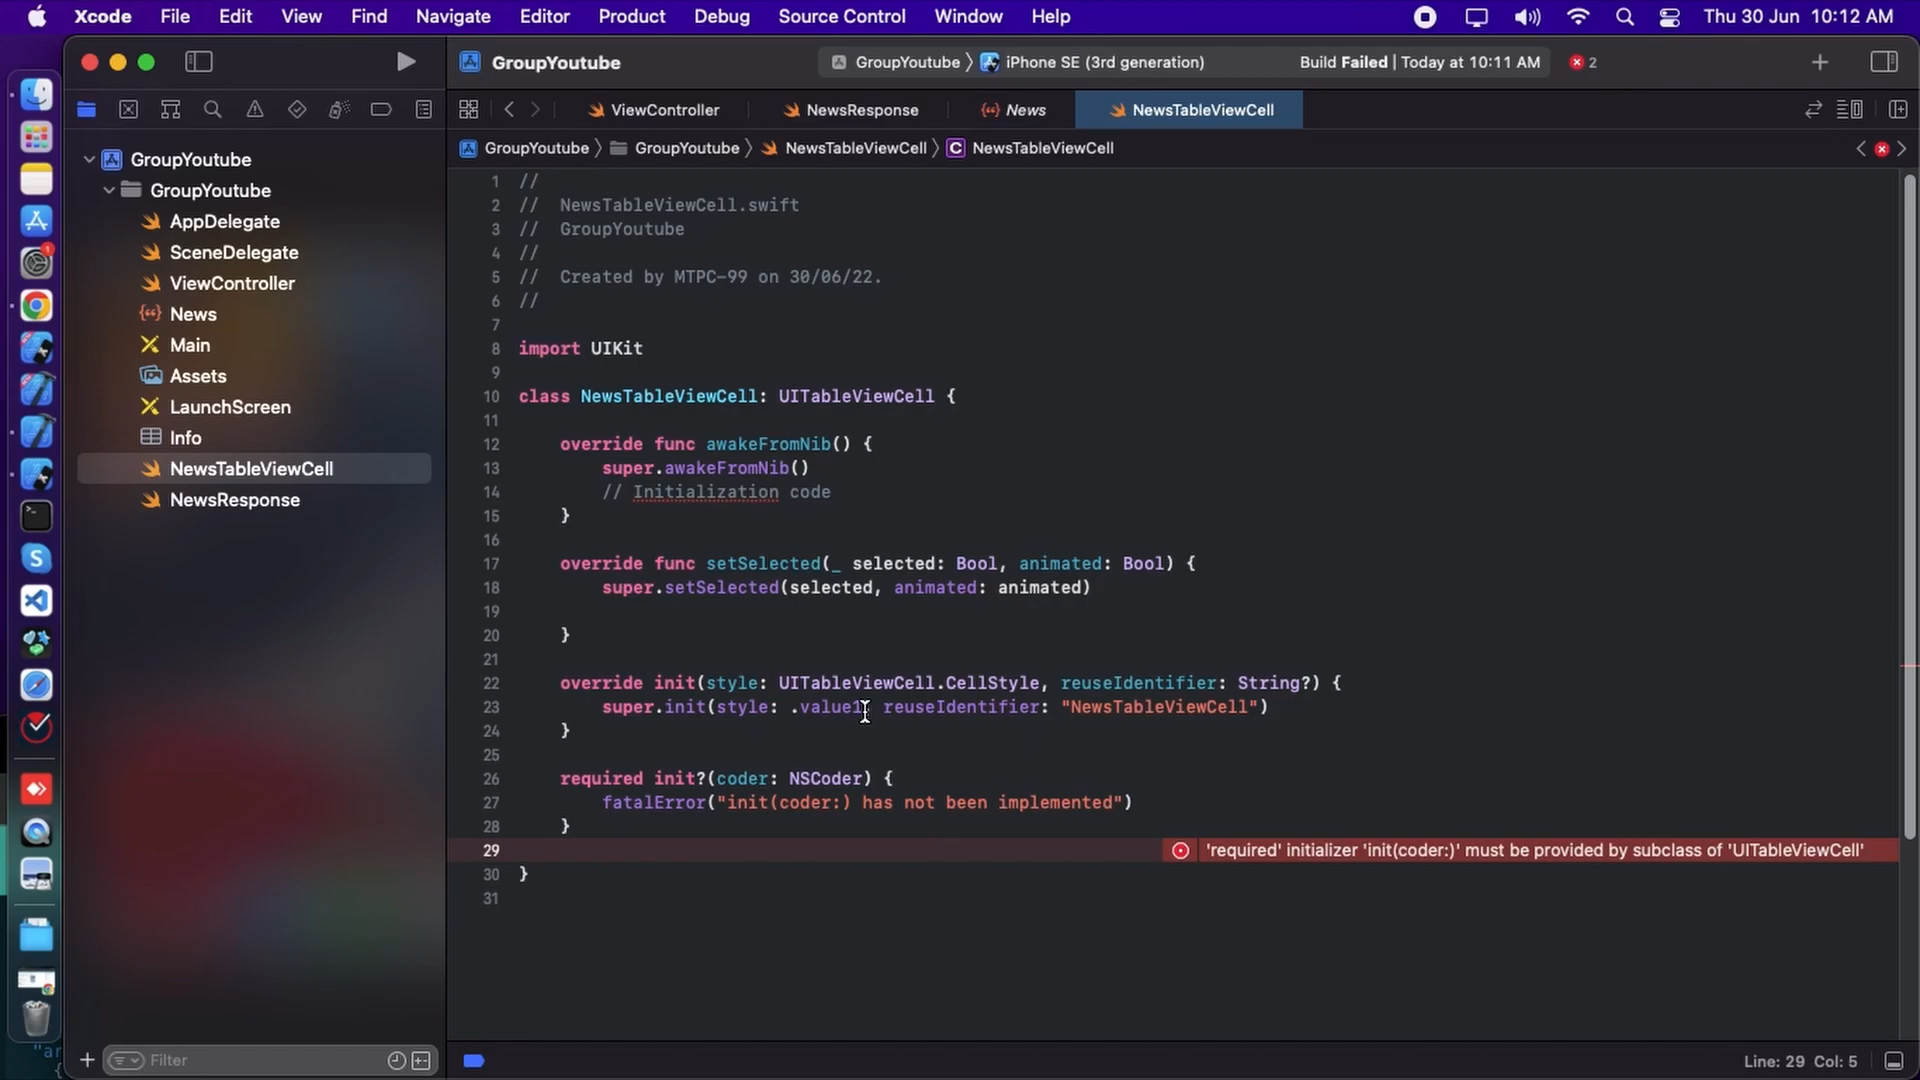 Xcode File Edit View Find Navigate Editor Product Debug Source Control Window Help Thu 30 Jun 10:12 AM
GroupYoutube GroupYoutube iPhone SE (3rd generation) Build Failed | Today at 10:11 AM 2
ViewController NewsResponse News NewsTableViewCell
GroupYoutube GroupYoutube NewsTableViewCell C NewsTableViewCell
GroupYoutube
GroupYoutube
AppDelegate
SceneDelegate
ViewController
News
Main
Assets
LaunchScreen
Info
NewsTableViewCell
NewsResponse
1 //
2 // NewsTableViewCell.swift
3 // GroupYoutube
4 //
5 // Created by MTPC-99 on 30/06/22.
6 //
7
8 import UIKit
9
10 class NewsTableViewCell: UITableViewCell {
11
12 override func awakeFromNib() {
13 super.awakeFromNib()
14 // Initialization code
15 }
16
17 override func setSelected(_ selected: Bool, animated: Bool) {
18 super.setSelected(selected, animated: animated)
19
20 }
21
22 override init(style: UITableViewCell.CellStyle, reuseIdentifier: String?) {
23 super.init(style: .value1, reuseIdentifier: "NewsTableViewCell")
24 }
25
26 required init?(coder: NSCoder) {
27 fatalError("init(coder:) has not been implemented")
28 }
29 'required' initializer 'init(coder:)' must be provided by subclass of 'UITableViewCell'
30 }
31
1
"ar
{
Filter
Line: 29 Col: 5